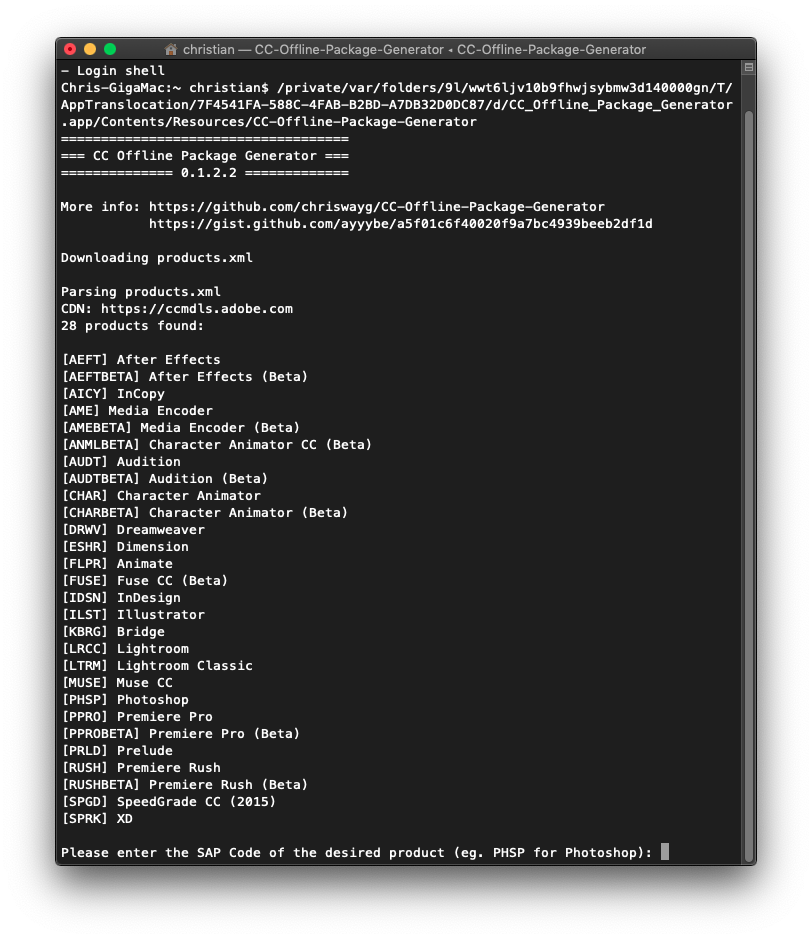 christian — CC-Offline-Package-Generator ◂ CC-Offline-Package-Generator
— Login shell
Chris-GigaMac:~ christian$ /private/var/folders/9l/wwt6ljv10b9fhwjsybmw3d140000gn/T/
AppTranslocation/7F4541FA-588C-4FAB-B2BD-A7DB32D0DC87/d/CC_Offline_Package_Generator
.app/Contents/Resources/CC-Offline-Package-Generator
====================================
=== CC Offline Package Generator ===
============== 0.1.2.2 =============
More info: https://github.com/chriswayg/CC-Offline-Package-Generator
https://gist.github.com/ayyybe/a5f01c6f40020f9a7bc4939beeb2df1d
Downloading products.xml
Parsing products.xml
CDN: https://ccmdls.adobe.com
28 products found:
[AEFT] After Effects
[AEFTBETA] After Effects (Beta)
[AICY] InCopy
[AME] Media Encoder
[AMEBETA] Media Encoder (Beta)
[ANMLBETA] Character Animator CC (Beta)
[AUDT] Audition
[AUDTBETA] Audition (Beta)
[CHAR] Character Animator
[CHARBETA] Character Animator (Beta)
[DRWV] Dreamweaver
[ESHR] Dimension
[FLPR] Animate
[FUSE] Fuse CC (Beta)
[IDSN] InDesign
[ILST] Illustrator
[KBRG] Bridge
[LRCC] Lightroom
[LTRM] Lightroom Classic
[MUSE] Muse CC
[PHSP] Photoshop
[PPRO] Premiere Pro
[PPROBETA] Premiere Pro (Beta)
[PRLD] Prelude
[RUSH] Premiere Rush
[RUSHBETA] Premiere Rush (Beta)
[SPGD] SpeedGrade CC (2015)
[SPRK] XD
Please enter the SAP Code of the desired product (eg. PHSP for Photoshop):